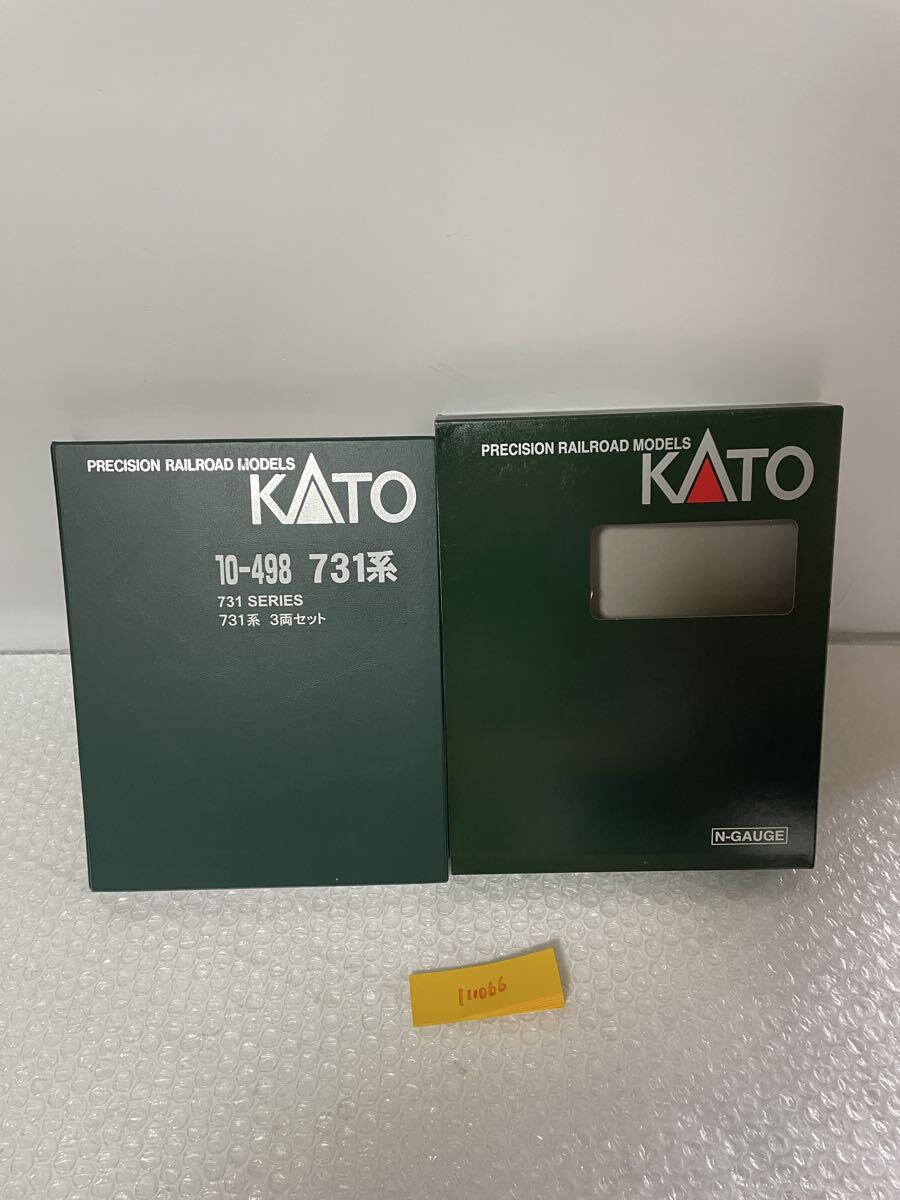 PRECISION RAILROAD MODELS
KATO
10-498 731系
731 SERIES
731系 3両セット
PRECISION RAILROAD MODELS
KATO
N-GAUGE
111066